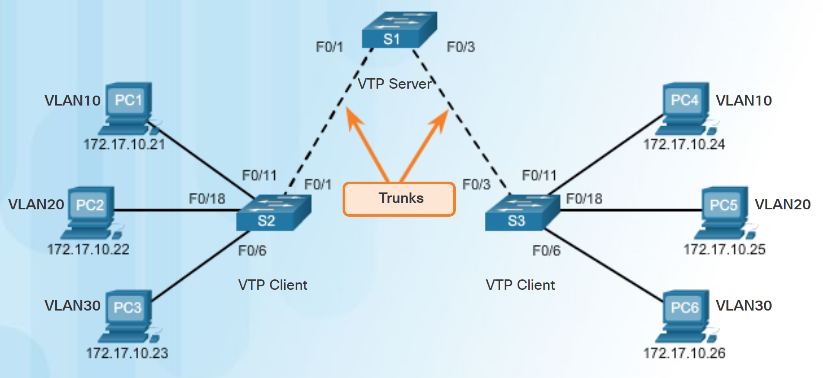 S1
F0/1
F0/3
VTP Server
VLAN10
PC1
172.17.10.21
PC4
VLAN10
172.17.10.24
F0/11
F0/1
Trunks
F0/3
F0/11
VLAN20
PC2
172.17.10.22
F0/18
S2
F0/6
VTP Client
S3
F0/18
F0/6
VTP Client
PC5
VLAN20
172.17.10.25
VLAN30
PC3
172.17.10.23
PC6
VLAN30
172.17.10.26